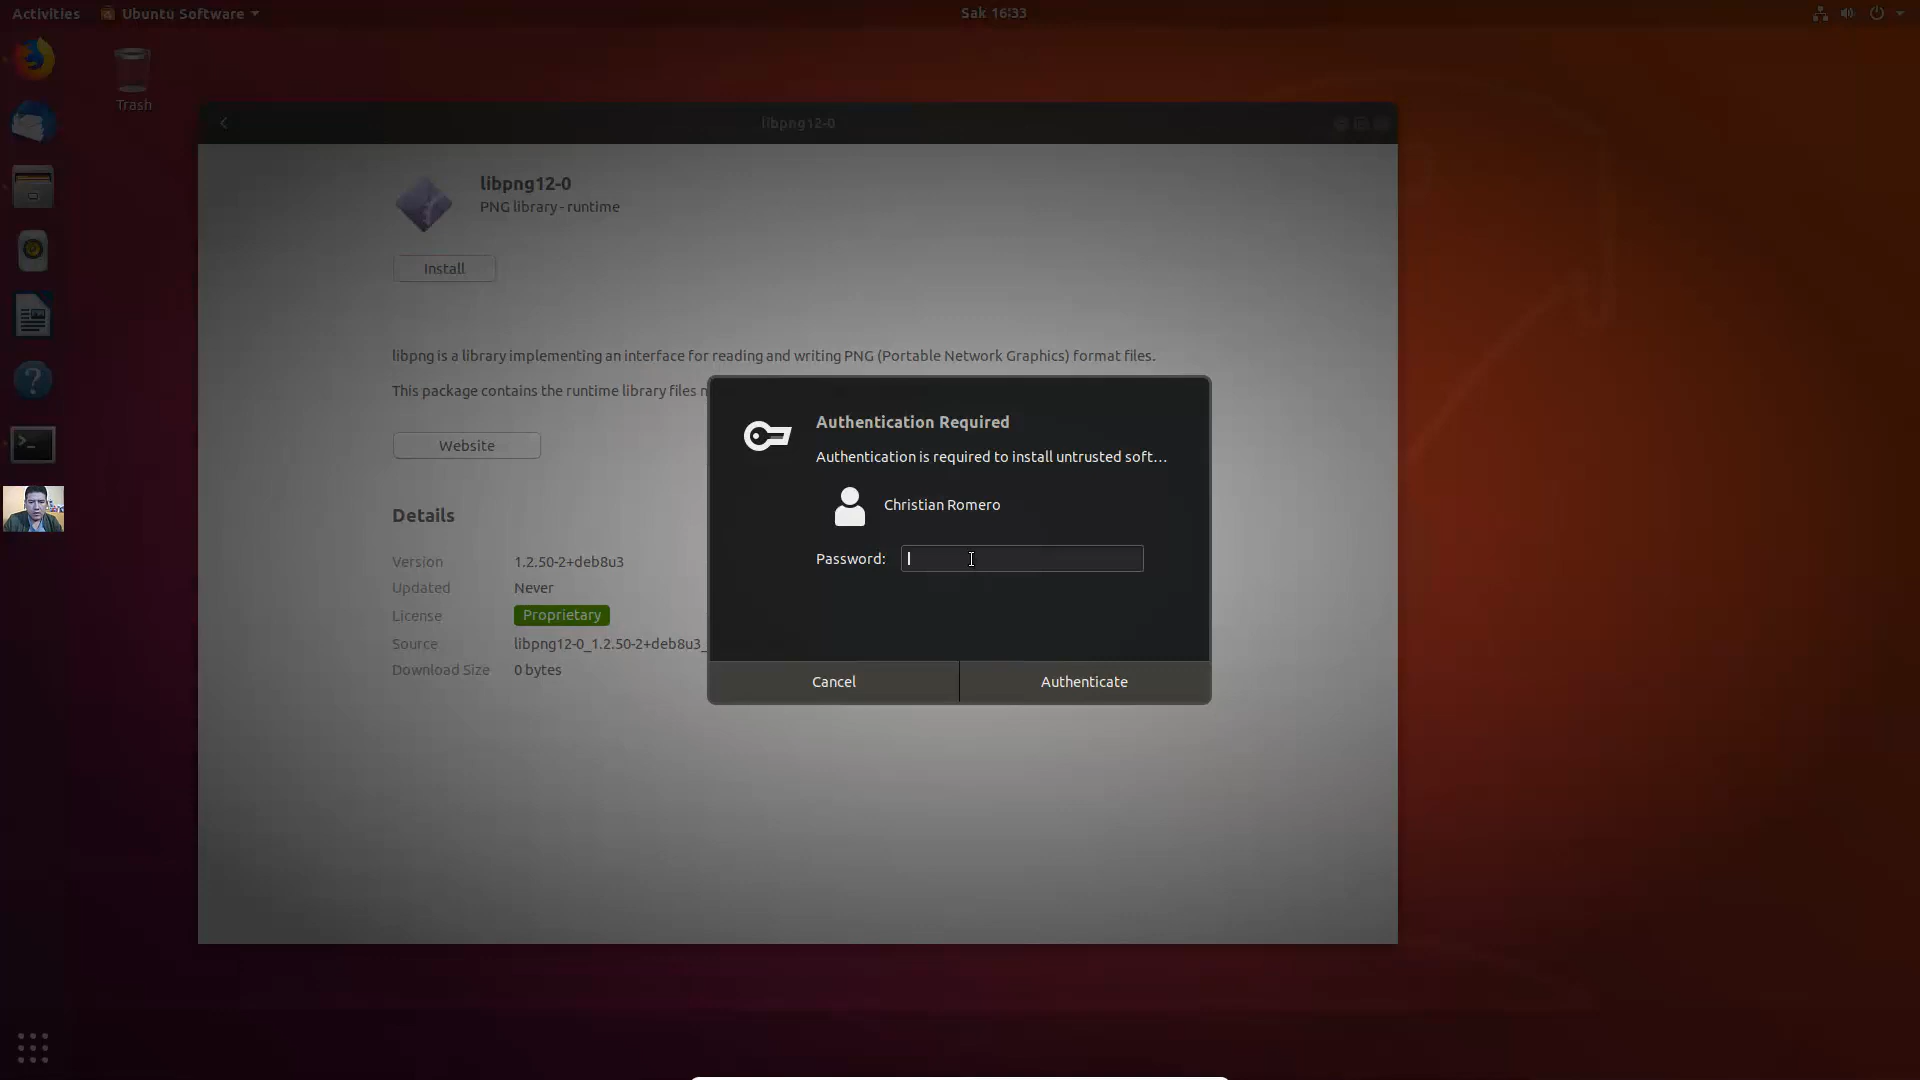 Activities
Ubuntu Software
Sak 16:33
Trash
libpng12-0
libpng12-0
PNG library - runtime
Install
libpng is a library implementing an interface for reading and writing PNG (Portable Network Graphics) format files.
This package contains the runtime library files
Website
Details
Version 1.2.50-2+deb8u3
Updated Never
License Proprietary
Source libpng12-0_1.2.50-2+deb8u3_
Download Size 0 bytes
Authentication Required
Authentication is required to install untrusted soft...
Christian Romero
Password:
Cancel
Authenticate